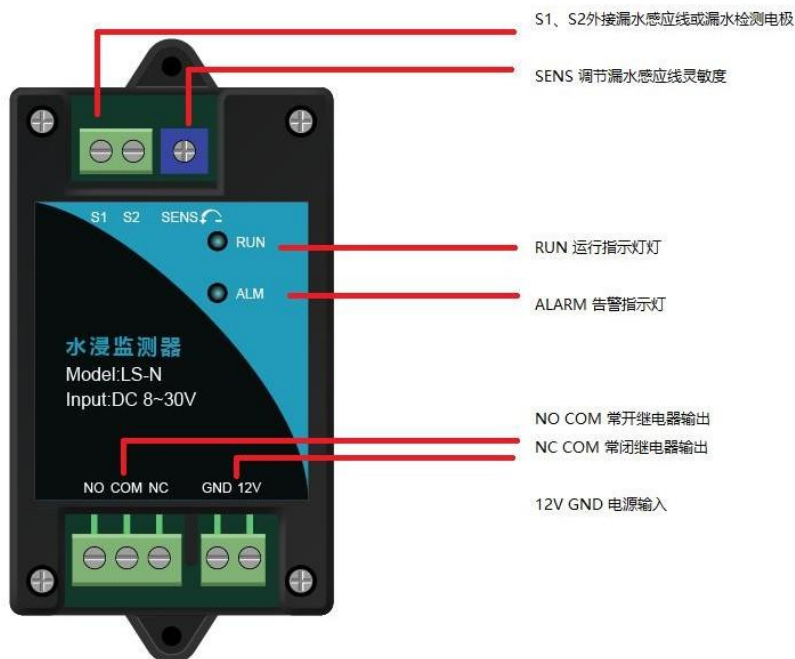 S1、S2外接漏水感应线或漏水检测电极
SENS 调节漏水感应线灵敏度
S1 S2 SENS
RUN
RUN 运行指示灯灯
ALM
ALARM 告警指示灯
水浸监测器
Model:LS-N
Input:DC 8~30V
NO COM 常开继电器输出
NC COM 常闭继电器输出
NO COM NC GND 12V
12V GND 电源输入